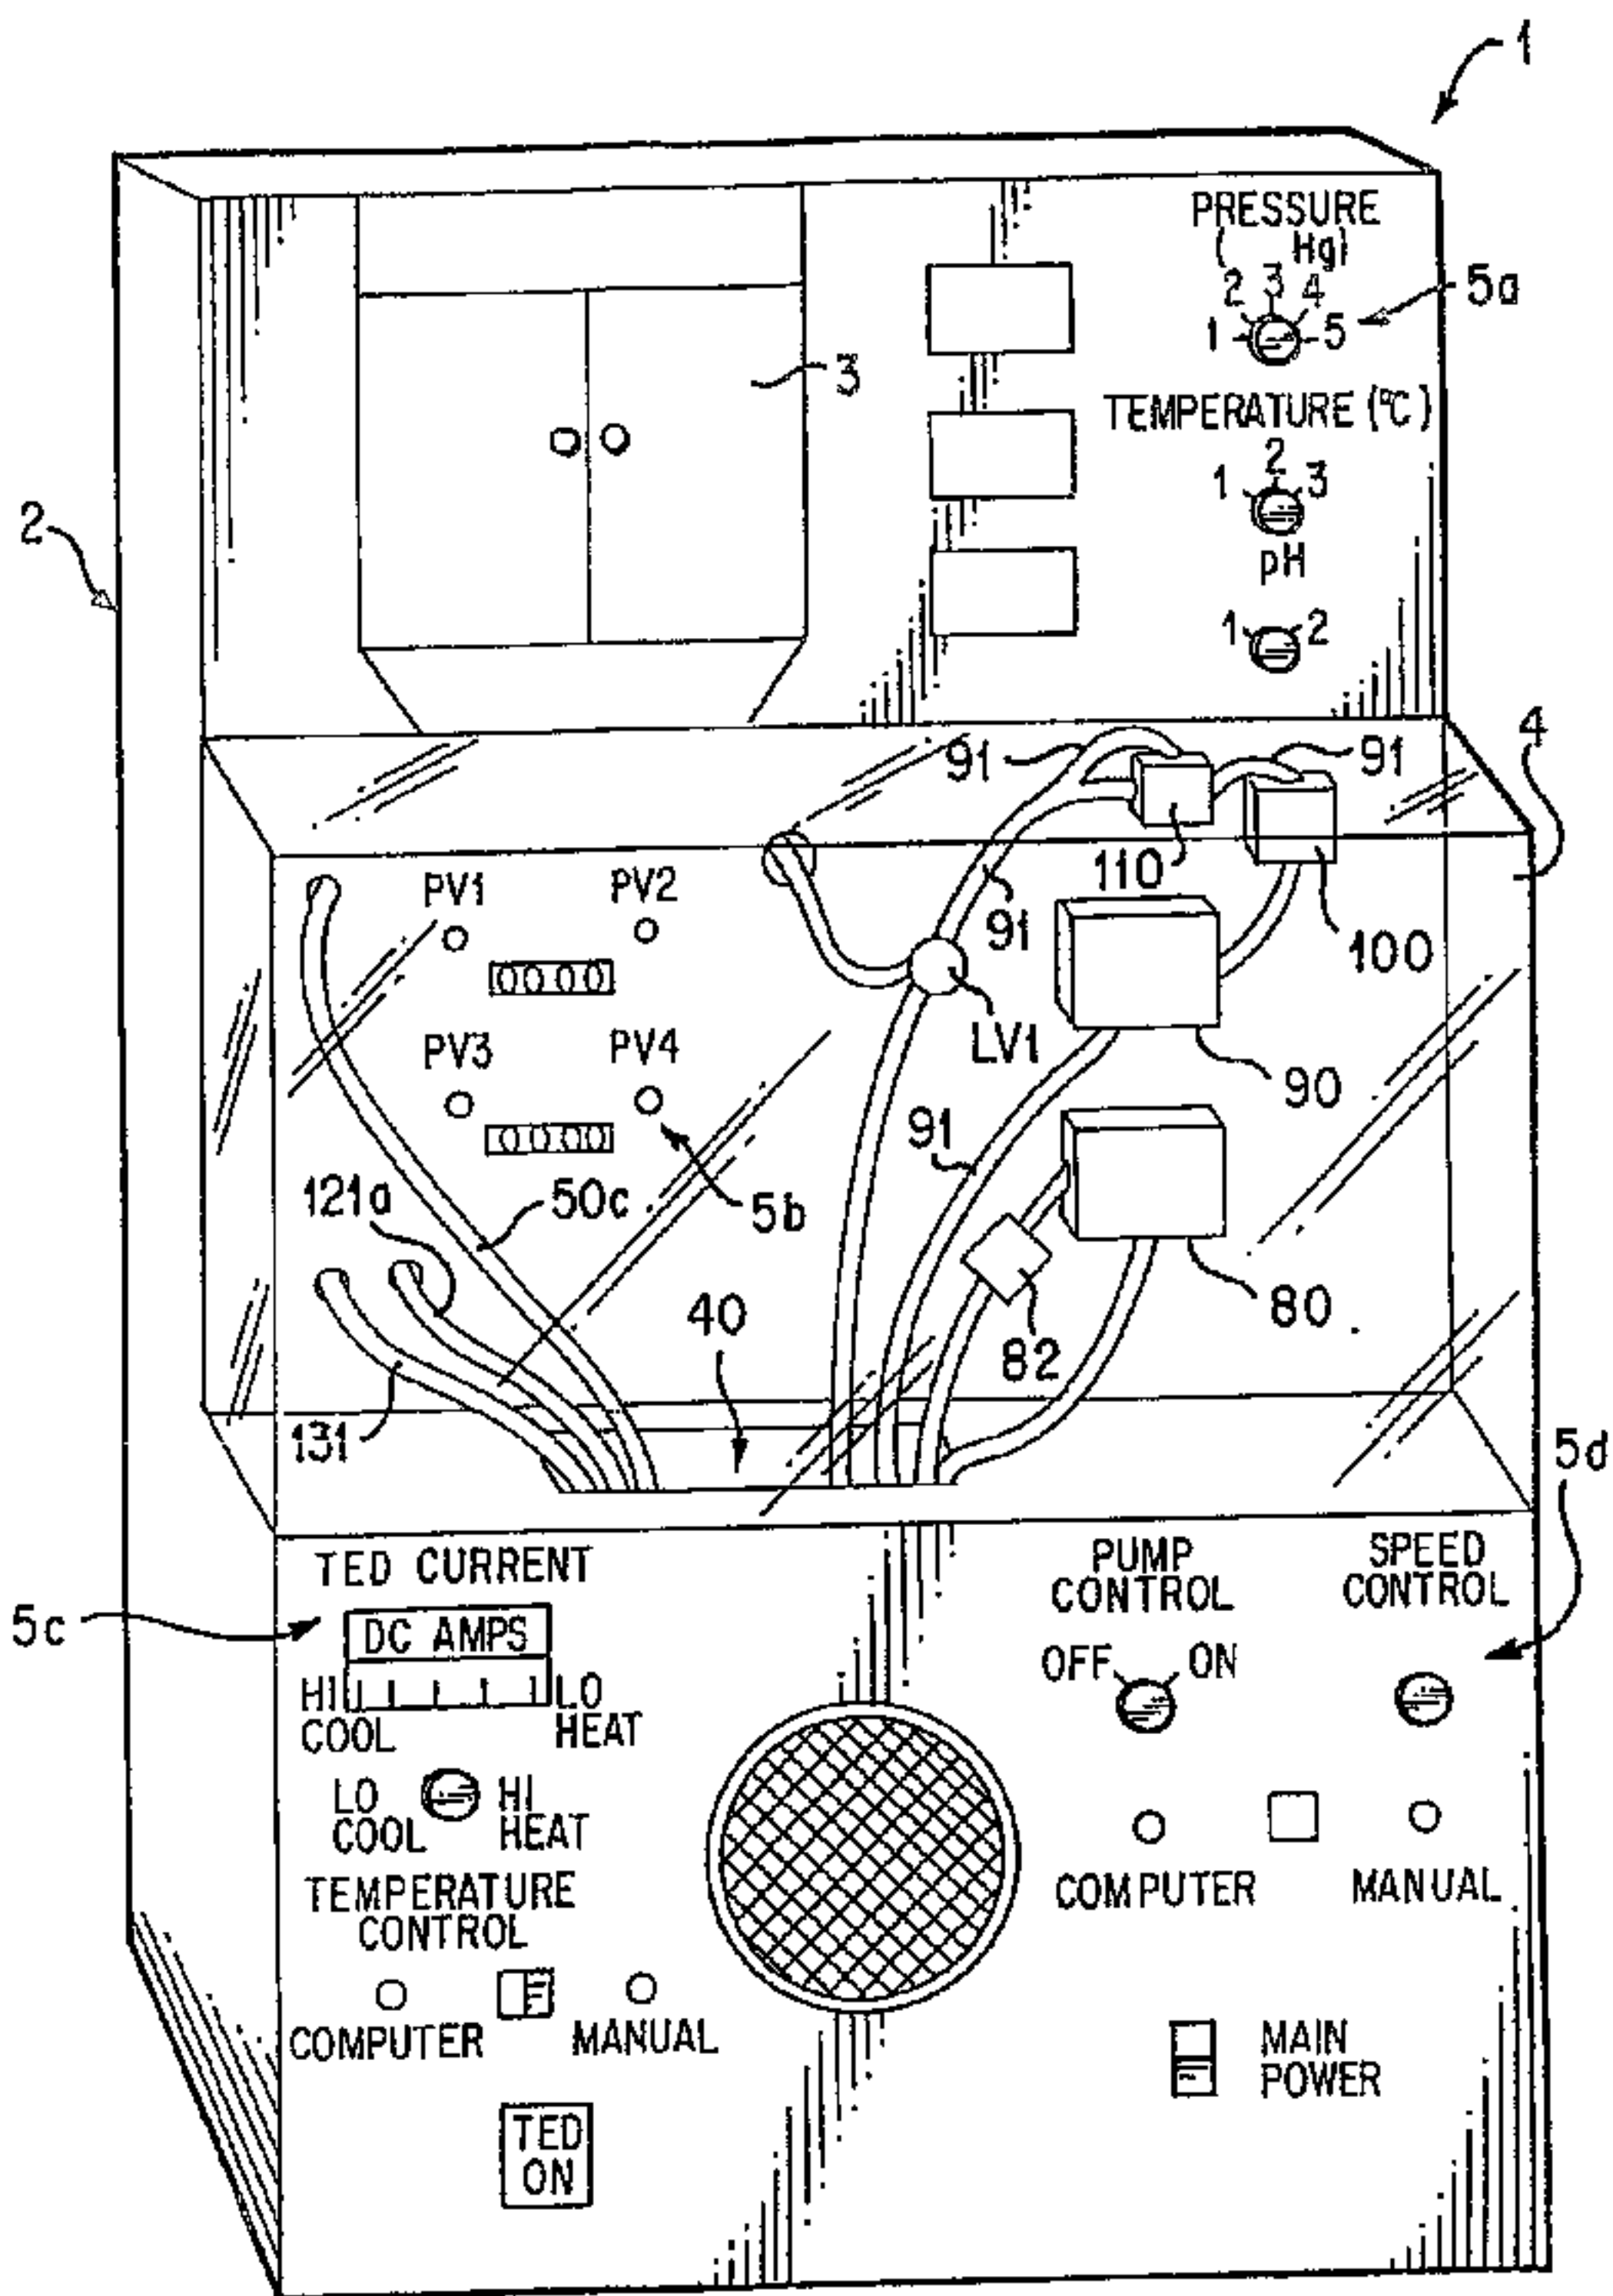 1
PRESSURE
( Hg)
2 3 4
1 5
5a
3
TEMPERATURE (°C)
2
1 3
2
pH
1 2
4
91 91
110
PV1 PV2
91
100
0000
LV1
PV3 PV4
90
91
0000
121a
50c
5b
80
40
82
131
5d
TED CURRENT
PUMP CONTROL
SPEED CONTROL
5c
DC AMPS
OFF ON
HI COOL
LO HEAT
LO COOL
HI HEAT
TEMPERATURE
CONTROL
COMPUTER MANUAL
COMPUTER MANUAL
MAIN
POWER
TED
ON